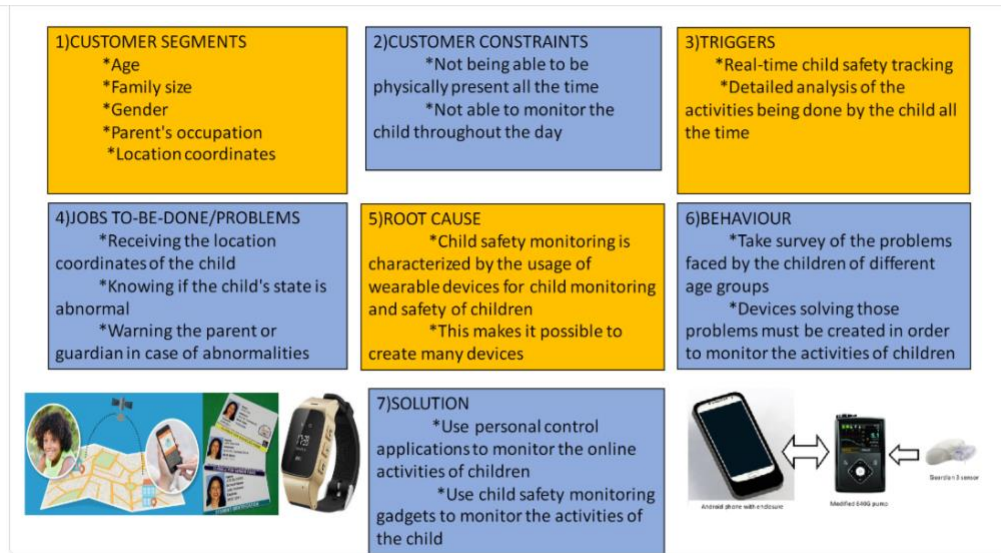 1)CUSTOMER SEGMENTS
*Age
*Family size
*Gender
*Parent's occupation
*Location coordinates
2)CUSTOMER CONSTRAINTS
*Not being able to be
physically present all the time
*Not able to monitor the
child throughout the day
3)TRIGGERS
*Real-time child safety tracking
*Detailed analysis of the
activities being done by the child all
the time
4)JOBS TO-BE-DONE/PROBLEMS
*Receiving the location
coordinates of the child
*Knowing if the child's state is
abnormal
*Warning the parent or
guardian in case of abnormalities
5)ROOT CAUSE
*Child safety monitoring is
characterized by the usage of
wearable devices for child monitoring
and safety of children
*This makes it possible to
create many devices
6)BEHAVIOUR
*Take survey of the problems
faced by the children of different
age groups
*Devices solving those
problems must be created in order
to monitor the activities of children
7)SOLUTION
*Use personal control
applications to monitor the online
activities of children
*Use child safety monitoring
gadgets to monitor the activities of
the child
Android phone with enclosure
Modified 640G pump
Guardian 3 sensor